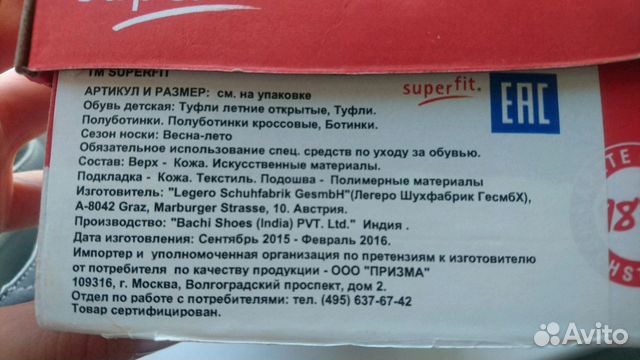 ТМ SUPERFIT
АРТИКУЛ И РАЗМЕР: см. на упаковке
superfit
EAC
Обувь детская: Туфли летние открытые, Туфли.
Полуботинки. Полуботинки кроссовые, Ботинки.
Сезон носки: Весна-лето
Обязательное использование спец. средств по уходу за обувью.
Состав: Верх - Кожа. Искусственные материалы.
Подкладка - Кожа. Текстиль. Подошва - Полимерные материалы
Изготовитель: "Legero Schuhfabrik GesmbH"(Легеро Шухфабрик ГесмбХ),
A-8042 Graz, Marburger Strasse, 10. Австрия.
Производство: "Bachi Shoes (India) PVT. Ltd." Индия .
Дата изготовления: Сентябрь 2015 - Февраль 2016.
Импортер и уполномоченная организация по претензиям к изготовителю
от потребителя по качеству продукции - ООО "ПРИЗМА"
109316, г. Москва, Волгоградский проспект, дом 2.
Отдел по работе с потребителями: тел. (495) 637-67-42
Товар сертифицирован.
Avito